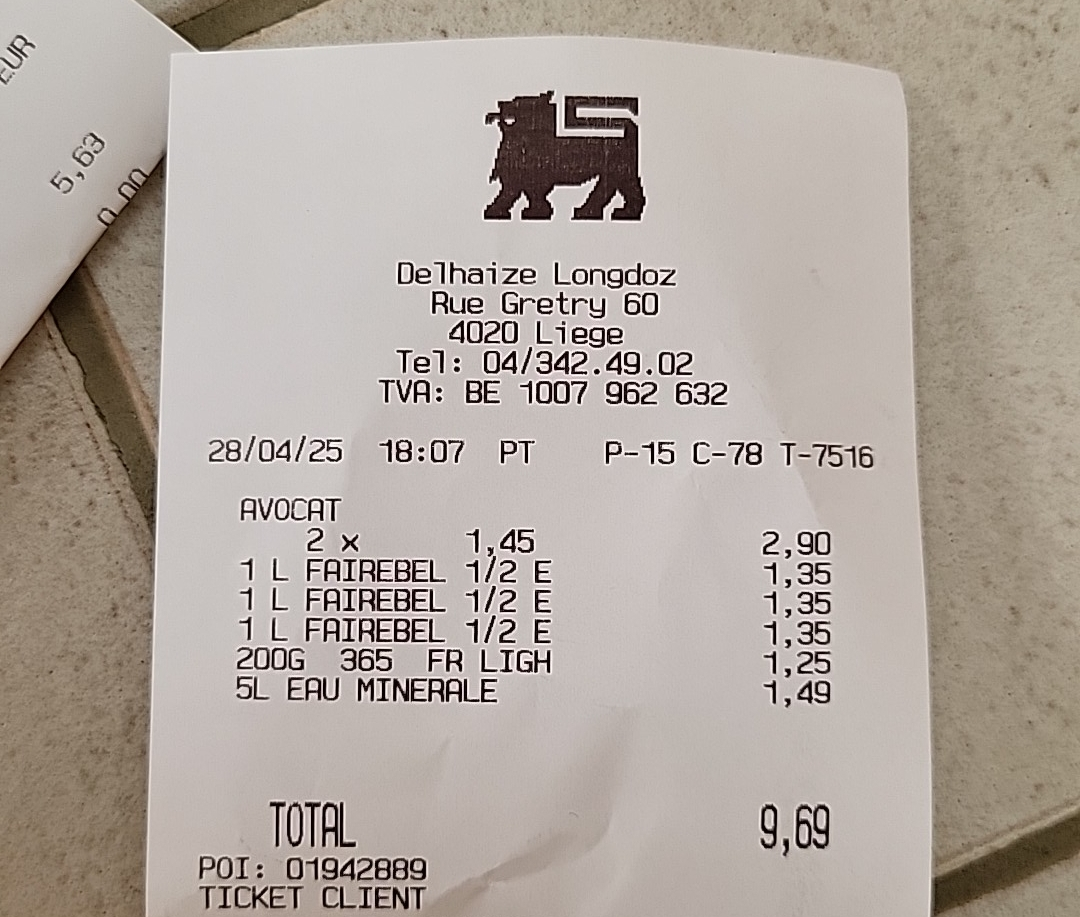 EUR
5,63
0,00
Delhaize Longdoz
Rue Gretry 60
4020 Liege
Tel: 04/342.49.02
TVA: BE 1007 962 632
28/04/25 18:07 PT P-15 C-78 T-7516
AVOCAT
2 x 1,45 2,90
1 L FAIREBEL 1/2 E 1,35
1 L FAIREBEL 1/2 E 1,35
1 L FAIREBEL 1/2 E 1,35
200G 365 FR LIGH 1,25
5L EAU MINERALE 1,49
TOTAL 9,69
POI: 01942889
TICKET CLIENT